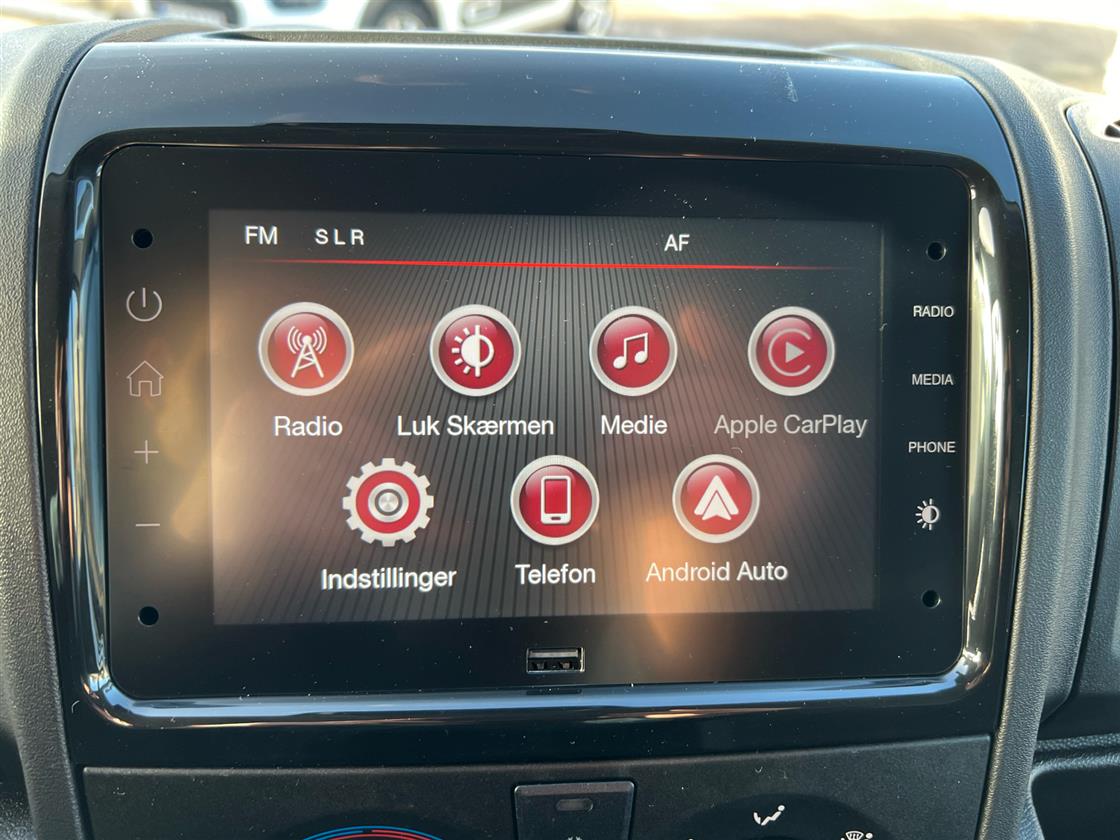 FM SLR AF
RADIO
Radio Luk Skærmen Medie Apple CarPlay
MEDIA
PHONE
Indstillinger Telefon Android Auto